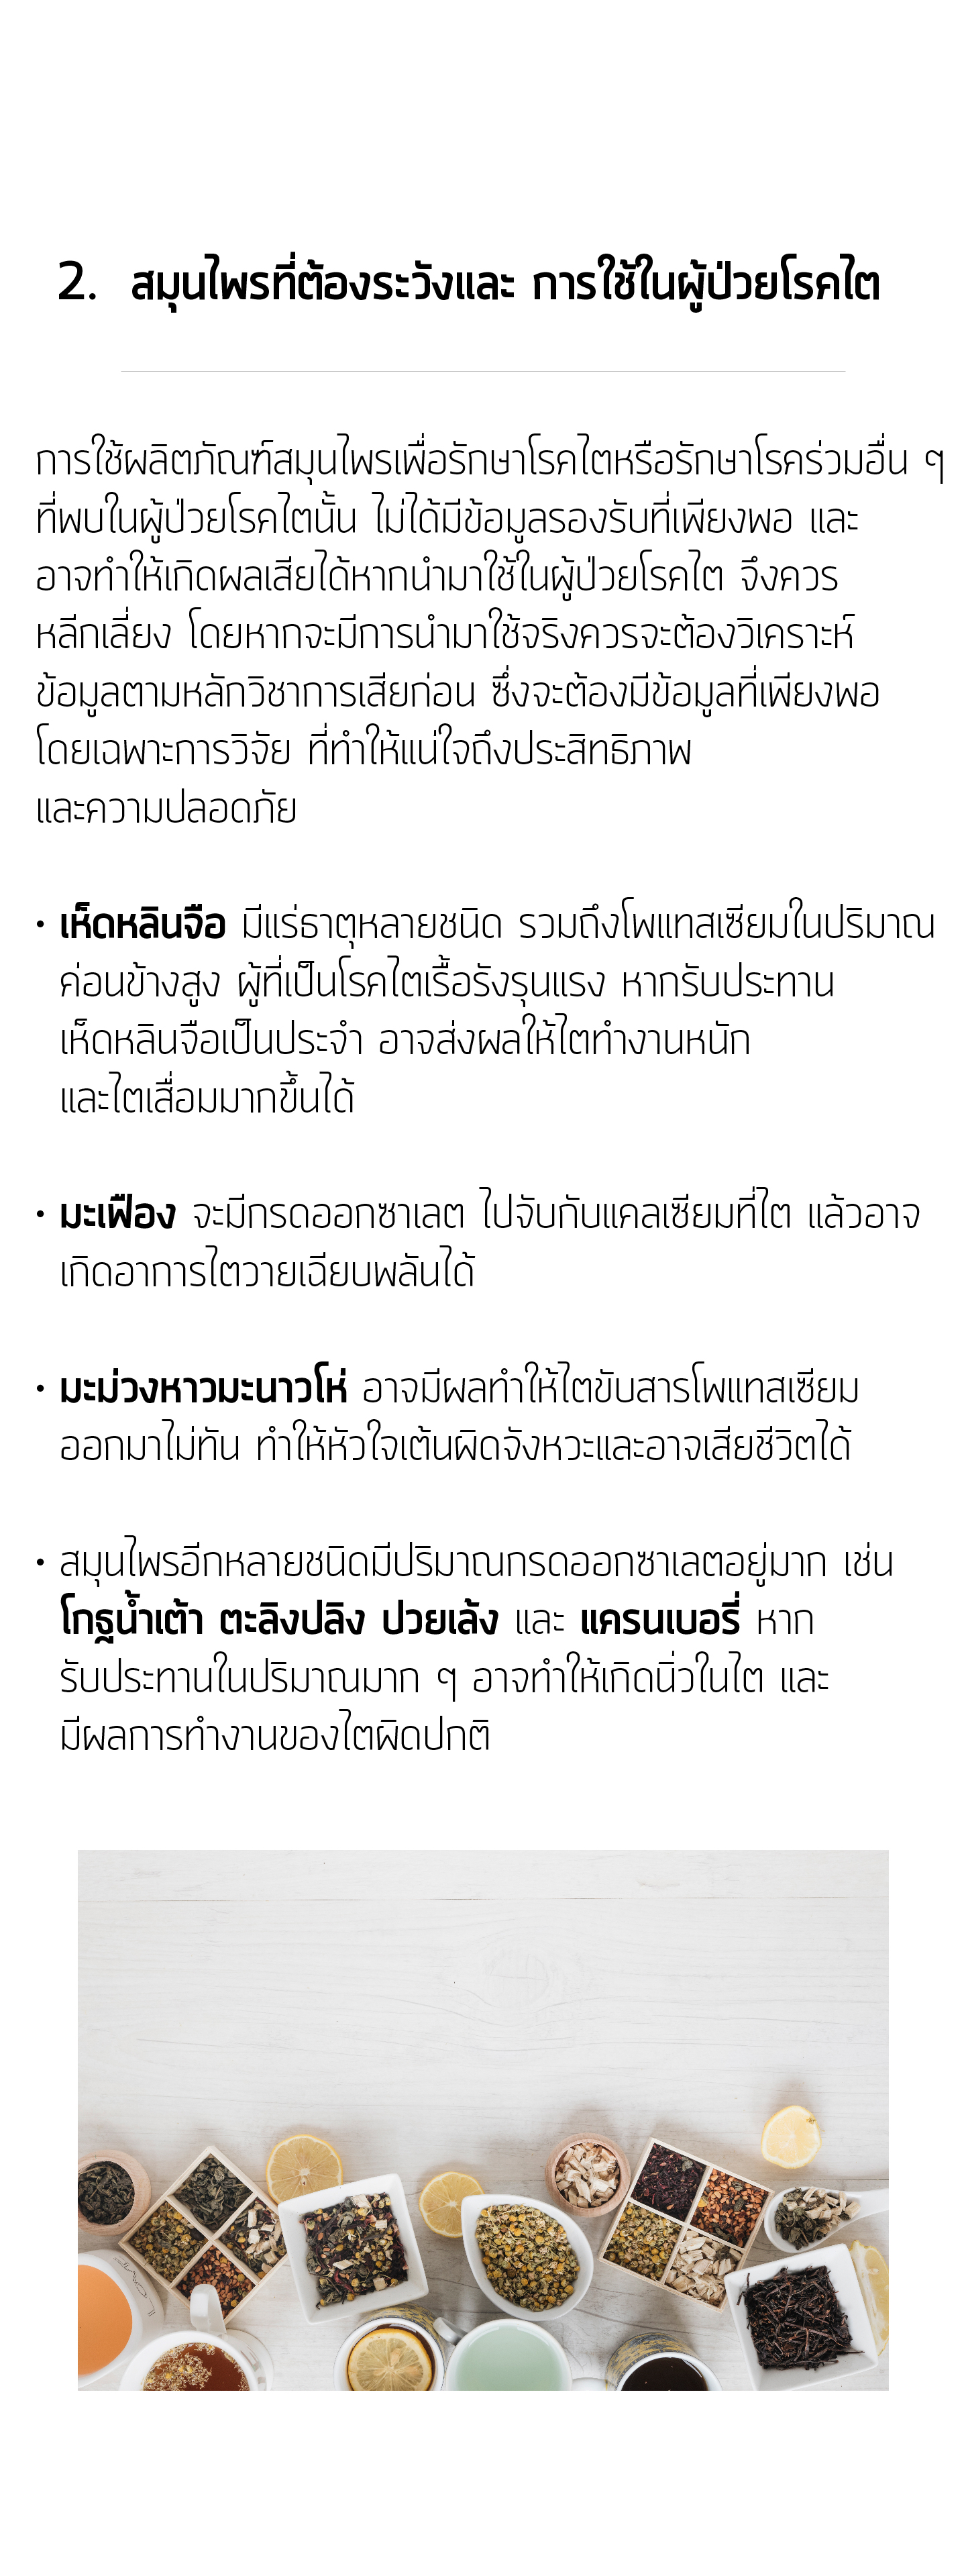 2. สมุนไพรที่ต้องระวังและ การใช้ในผู้ป่วยโรคไต
การใช้ผลิตภัณฑ์สมุนไพรเพื่อรักษาโรคไตหรือรักษาโรคร่วมอื่น ๆ
ที่พบในผู้ป่วยโรคไตนั้น ไม่ได้มีข้อมูลรองรับที่เพียงพอ และ
อาจทำให้เกิดผลเสียได้หากนำมาใช้ในผู้ป่วยโรคไต จึงควร
หลีกเลี่ยง โดยหากจะมีการนำมาใช้จริงควรจะต้องวิเคราะห์
ข้อมูลตามหลักวิชาการเสียก่อน ซึ่งจะต้องมีข้อมูลที่เพียงพอ
โดยเฉพาะการวิจัย ที่ทำให้แน่ใจถึงประสิทธิภาพ
และความปลอดภัย
• เห็ดหลินจือ มีแร่ธาตุหลายชนิด รวมถึงโพแทสเซียมในปริมาณ
ค่อนข้างสูง ผู้ที่เป็นโรคไตเรื้อรังรุนแรง หากรับประทาน
เห็ดหลินจือเป็นประจำ อาจส่งผลให้ไตทำงานหนัก
และไตเสื่อมมากขึ้นได้
• มะเฟือง จะมีกรดออกซาเลต ไปจับกับแคลเซียมที่ไต แล้วอาจ
เกิดอาการไตวายเฉียบพลันได้
• มะม่วงหาวมะนาวโห่ อาจมีผลทำให้ไตขับสารโพแทสเซียม
ออกมาไม่ทัน ทำให้หัวใจเต้นผิดจังหวะและอาจเสียชีวิตได้
• สมุนไพรอีกหลายชนิดมีปริมาณกรดออกซาเลตอยู่มาก เช่น
โกฐน้ำเต้า ตะลิงปลิง ปวยเล้ง และ แครนเบอรี่ หาก
รับประทานในปริมาณมาก ๆ อาจทำให้เกิดนิ่วในไต และ
มีผลการทำงานของไตผิดปกติ